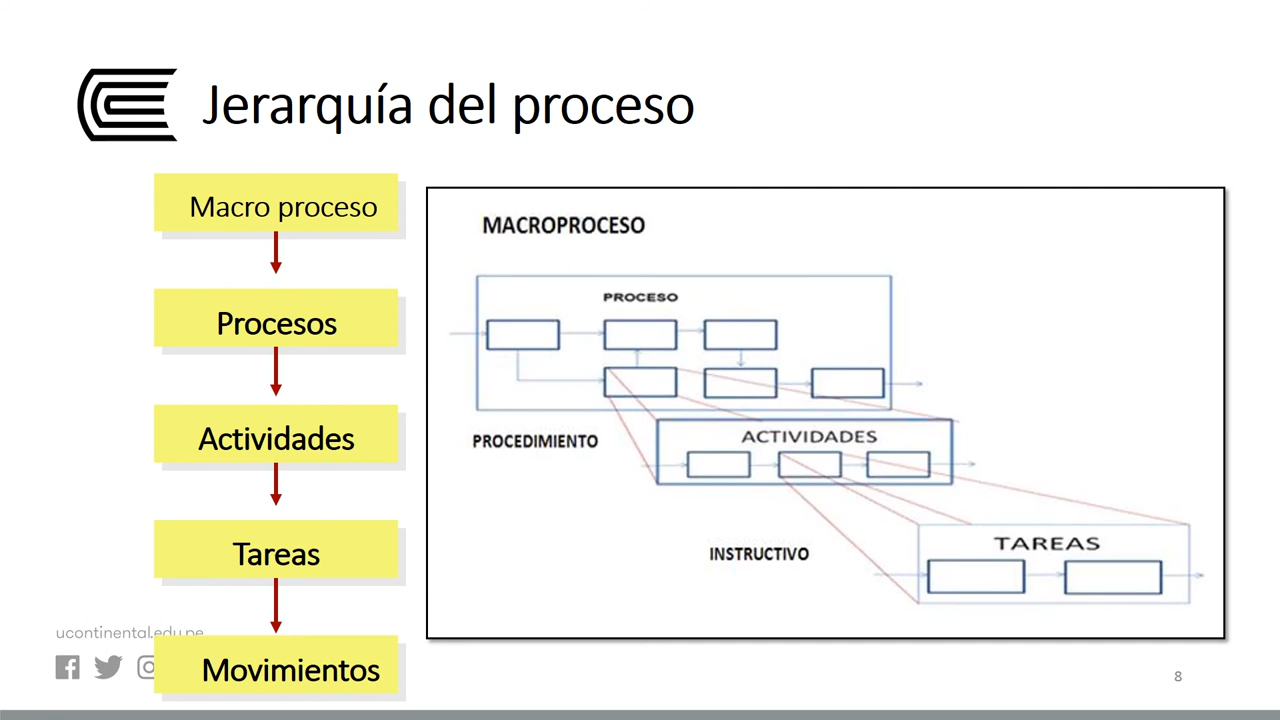 Jerarquía del proceso
Macro proceso
Procesos
Actividades
Tareas
Movimientos
MACROPROCESO
PROCESO
PROCEDIMIENTO
ACTIVIDADES
INSTRUCTIVO
TAREAS
ucontinental.edu.pe
8